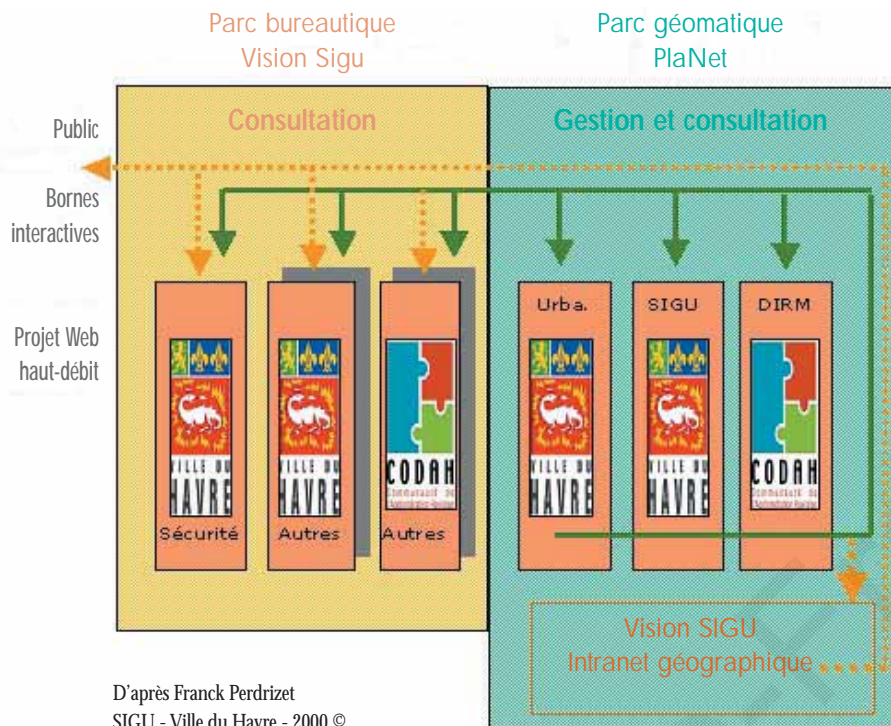 Parc bureautique
Vision Sigu
Parc géomatique
PlaNet
Public
Bornes
interactives
Projet Web
haut-débit
Consultation
Gestion et consultation
Urba.
SIGU
DIRM
VILLE DU
HAVRE
VILLE DU
HAVRE
CODAH
VILLE DU
HAVRE
VILLE DU
HAVRE
CODAH
Sécurité
Autres
Autres
Vision SIGU
Intranet géographique
D'après Franck Perdrizet
SIGU - Ville du Havre - 2000 ©